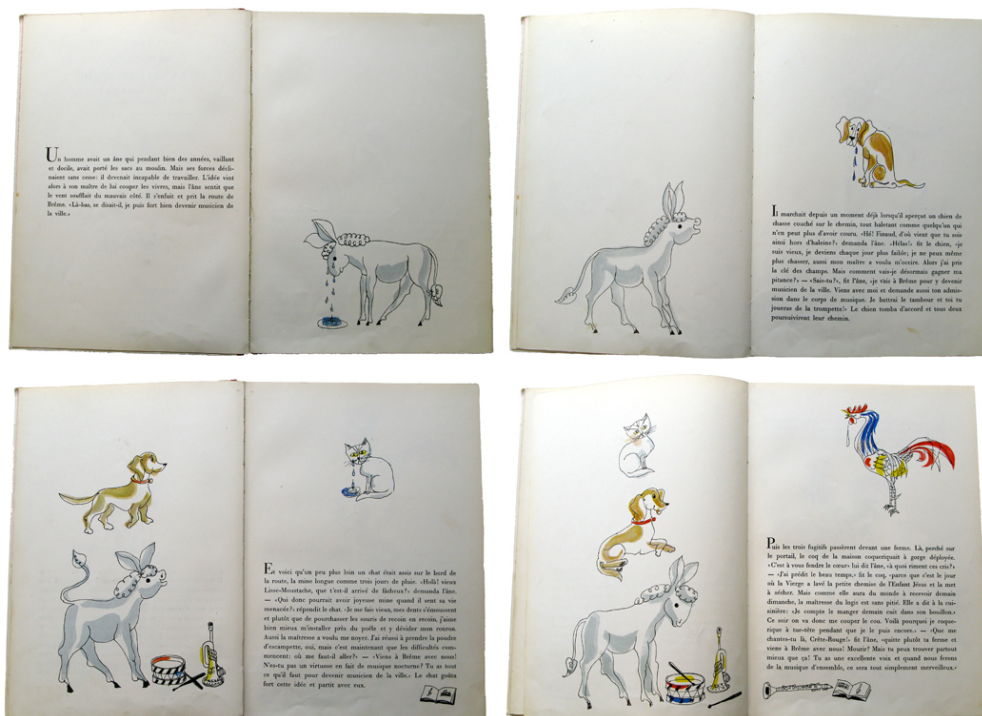 Un homme avait un âne qui pendant bien des années, vaillant
et docile, avait porté les sacs au moulin. Mais ses forces décli-
naient sans cesse: il devenait incapable de travailler. L'idée vint
alors à son maître de lui couper les vivres, mais l'âne sentit que
le vent soufflait du mauvais côté. Il s'enfuit et prit la route de
Brême. «Là-bas, se disait-il, je puis fort bien devenir musicien de
la ville.»
Il marchait depuis un moment déjà lorsqu'il aperçut un chien de
chasse couché sur le chemin, tout haletant comme quelqu'un qui
n'en peut plus d'avoir couru. «Hé! Finaud, d'où vient que tu sois
ainsi hors d'haleine?» demanda l'âne. «Hélas!» fit le chien, «je
suis vieux, je deviens chaque jour plus faible; je ne peux même
plus chasser, aussi mon maître a voulu m'occire. Alors j'ai pris
la clé des champs. Mais comment vais-je désormais gagner ma
pitance?» — «Sais-tu?», fit l'âne, «je vais à Brême pour y devenir
musicien de la ville. Viens avec moi et demande aussi ton admis-
sion dans le corps de musique. Je battrai le tambour et toi tu
joueras de la trompette!» Le chien tomba d'accord et tous deux
poursuivirent leur chemin.
Et voici qu'un peu plus loin un chat était assis sur le bord de
la route, la mine longue comme trois jours de pluie. «Holà! vieux
Lisse-Moustache, que t'est-il arrivé de fâcheux?» demanda l'âne.
— «Qui donc pourrait avoir joyeuse mine quand il sent sa vie
menacée?» répondit le chat. «Je me fais vieux, mes dents s'émoussent
et plutôt que de pourchasser les souris de recoin en recoin, j'aime
bien mieux m'installer près du poêle et y dévider mon ronron.
Aussi la maîtresse a voulu me noyer. J'ai réussi à prendre la poudre
d'escampette, oui, mais c'est maintenant que les difficultés com-
mencent: où me faut-il aller?» — «Viens à Brême avec nous!
N'es-tu pas un virtuose en fait de musique nocturne? Tu as tout
ce qu'il faut pour devenir musicien de la ville.» Le chat goûta
fort cette idée et partit avec eux.
Puis les trois fugitifs passèrent devant une ferme. Là, perché sur
le portail, le coq de la maison coqueriquait à gorge déployée.
«C'est à vous fendre le cœur» lui dit l'âne, «à quoi riment ces cris?»
— «J'ai prédit le beau temps,» fit le coq, «parce que c'est le jour
où la Vierge a lavé la petite chemise de l'Enfant Jésus et la met
à sécher. Mais comme elle aura du monde à recevoir demain
dimanche, la maîtresse du logis est sans pitié. Elle a dit à la cui-
sinière: «Je compte le manger demain cuit dans son bouillon.»
Ce soir on va donc me couper le cou. Voilà pourquoi je coque-
rique à tue-tête pendant que je le puis encore.» — «Que me
chantes-tu là, Crête-Rouge!» fit l'âne, «quitte plutôt ta ferme et
viens à Brême avec nous! Mourir? Mais tu peux trouver partout
mieux que ça! Tu as une excellente voix et quand nous ferons
de la musique d'ensemble, ce sera tout simplement merveilleux.»